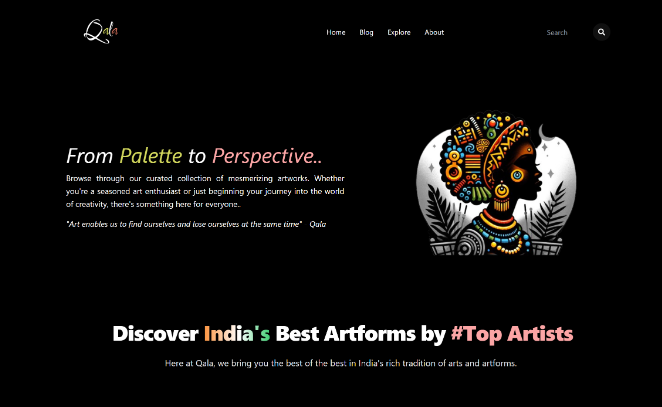 Qala
Home Blog Explore About
Search
From Palette to Perspective..
Browse through our curated collection of mesmerizing artworks. Whether
you're a seasoned art enthusiast or just beginning your journey into the world
of creativity, there's something here for everyone..
"Art enables us to find ourselves and lose ourselves at the same time" Qala
Discover India's Best Artforms by #Top Artists
Here at Qala, we bring you the best of the best in India's rich tradition of arts and artforms.